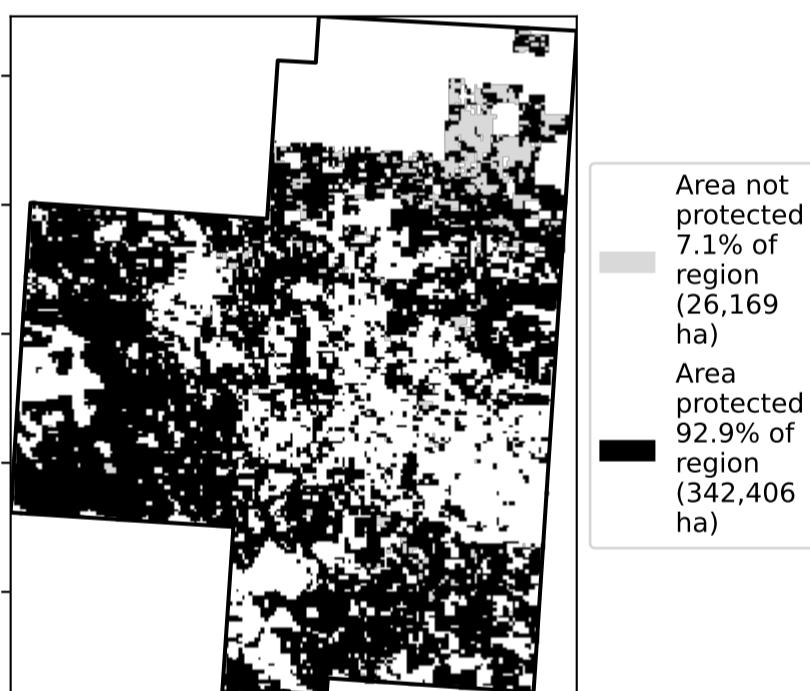 Area not
protected
7.1% of
region
(26,169
ha)
Area
protected
92.9% of
region
(342,406
ha)